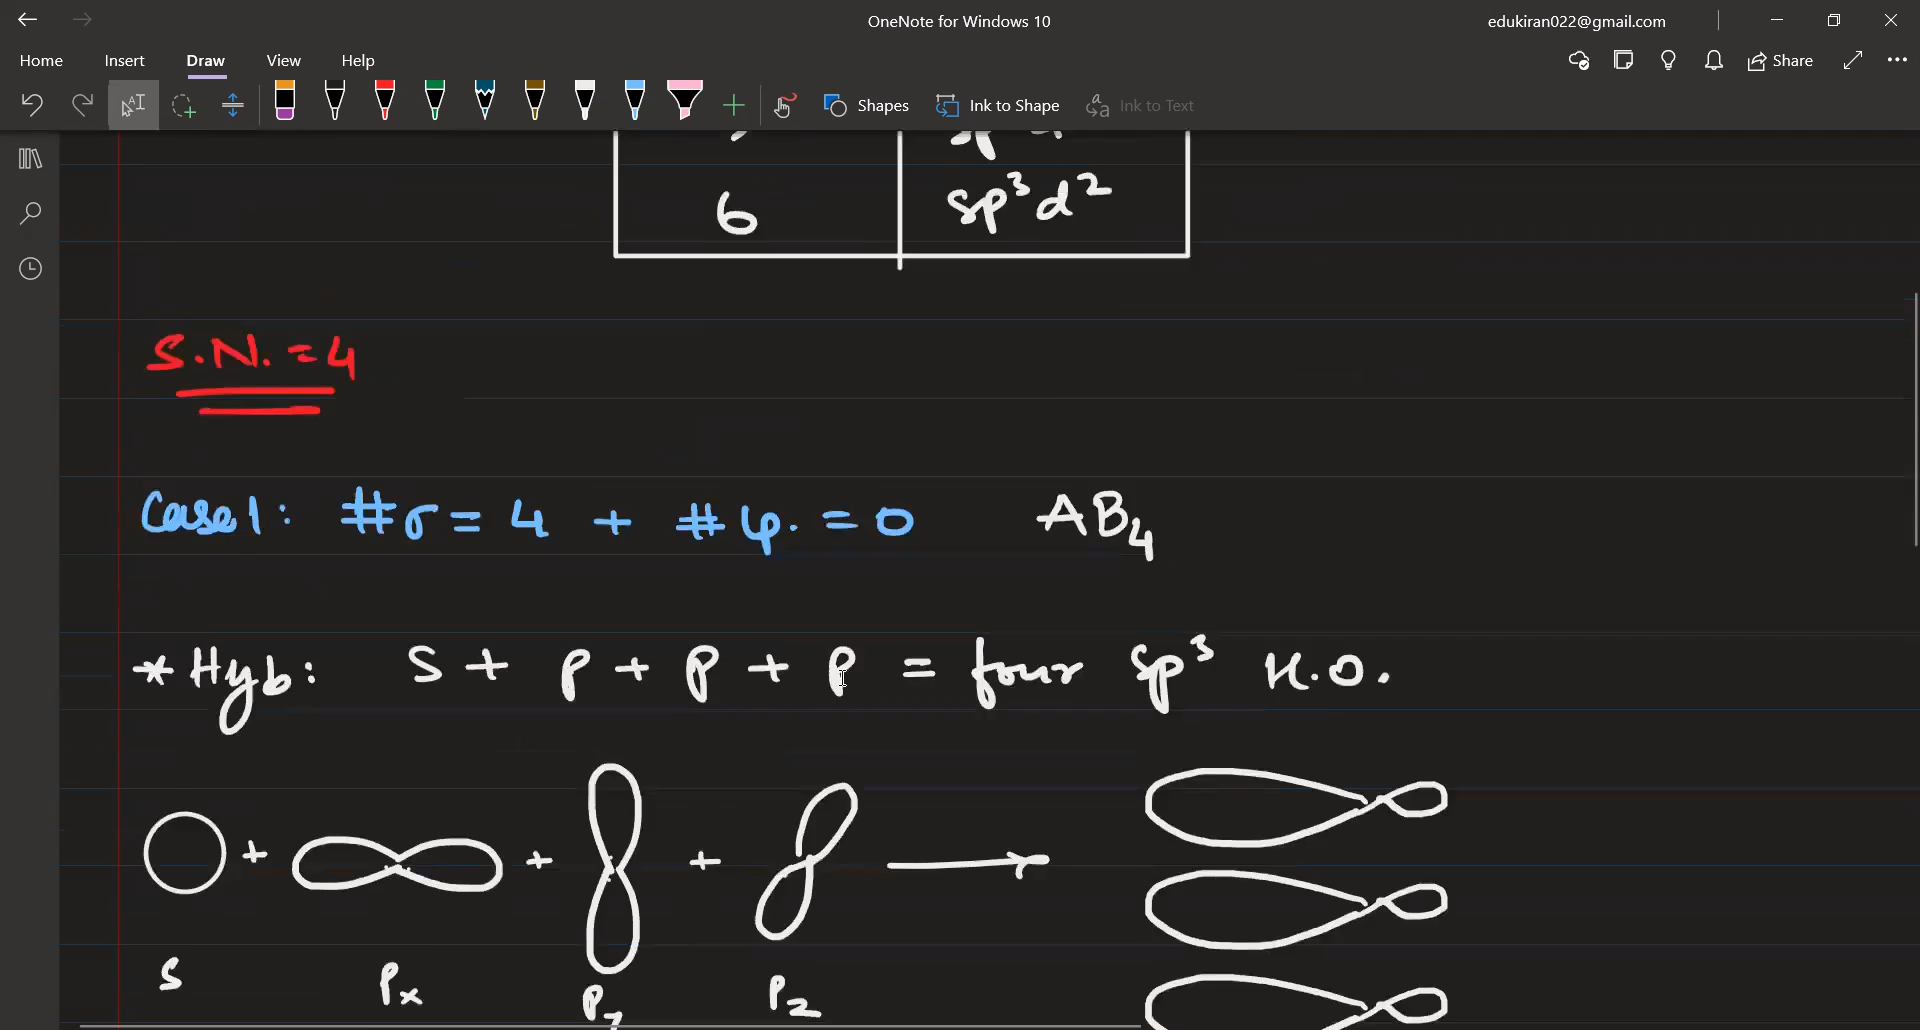 OneNote for Windows 10
edukiran022@gmail.com
Home Insert Draw View Help
Share
Shapes Ink to Shape Ink to Text
6 sp³d²
S.N. = 4
Case 1: #σ = 4 + #lp. = 0 AB₄
* Hyb: S + P + P + P = four sp³ H.O.
S Px Py Pz